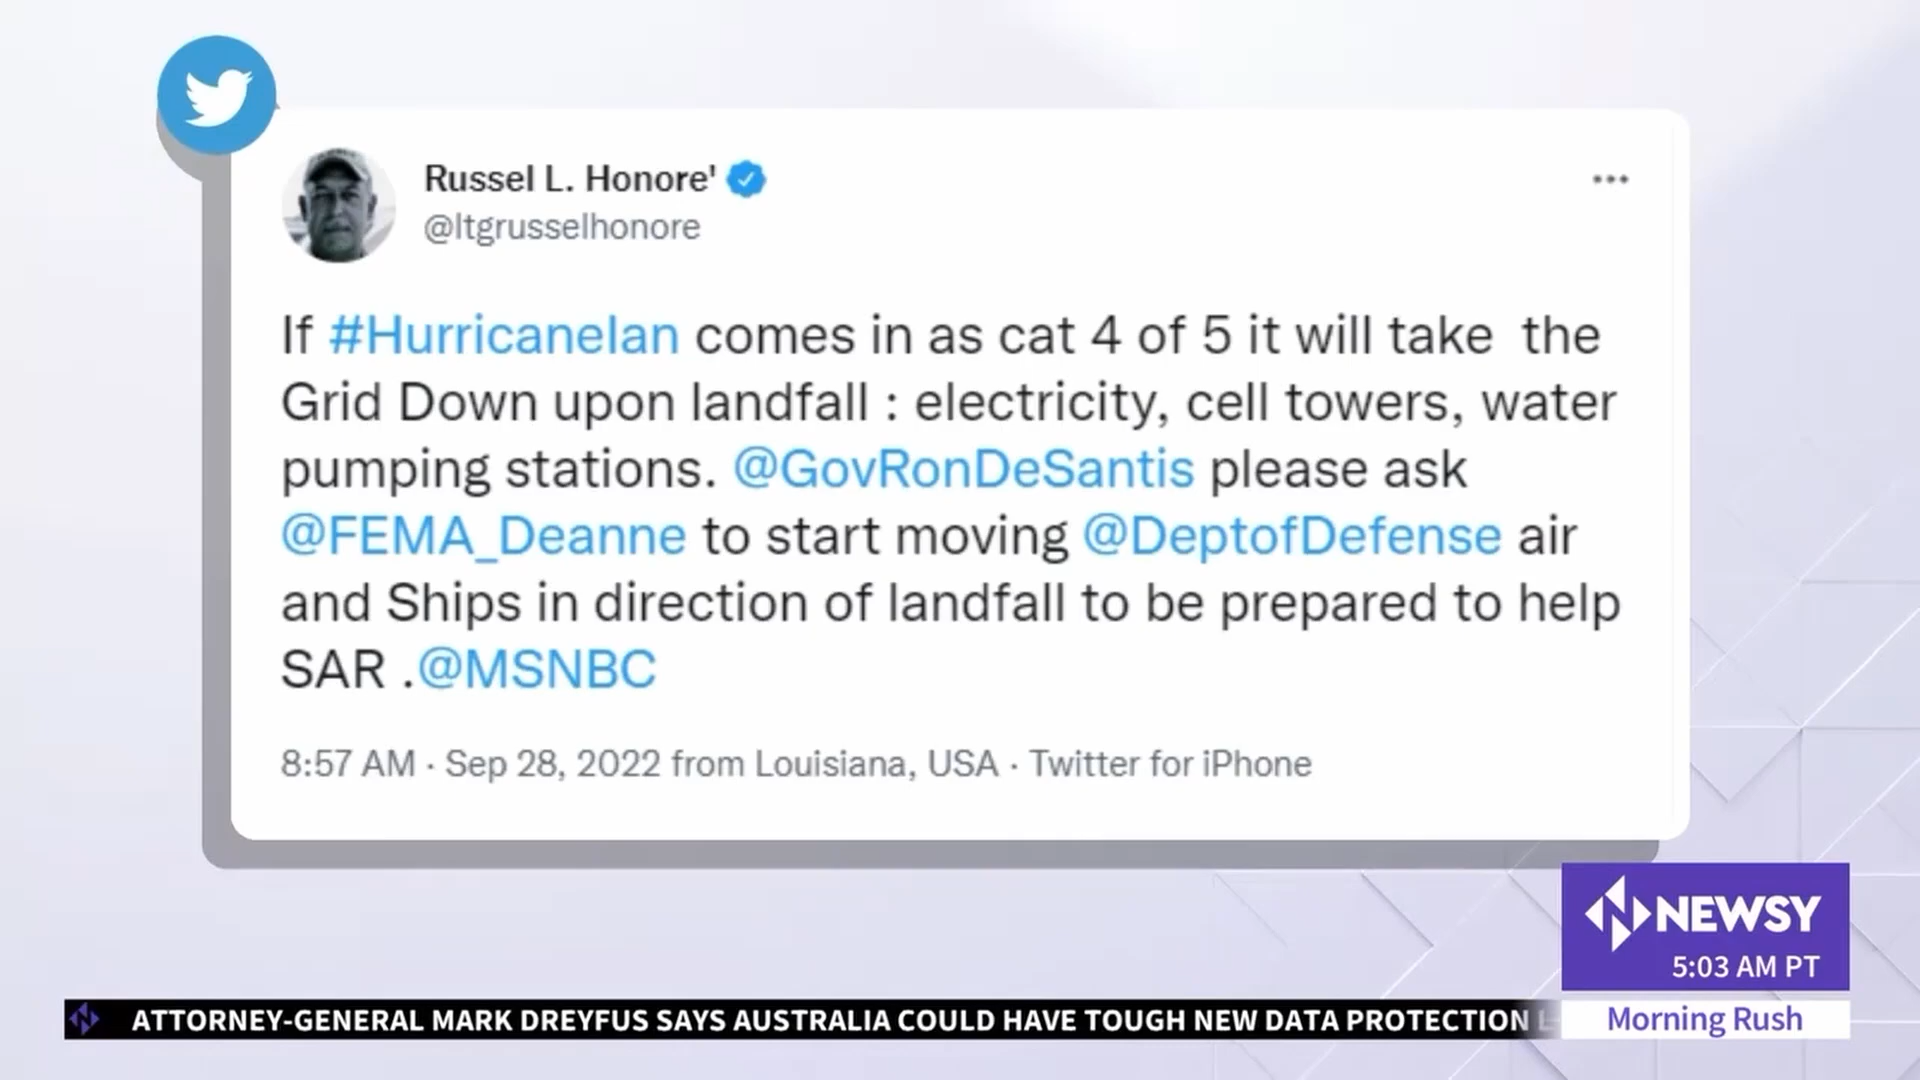 Russel L. Honore'
@ltgrusselhonore
If #HurricaneIan comes in as cat 4 of 5 it will take  the
Grid Down upon landfall : electricity, cell towers, water
pumping stations. @GovRonDeSantis please ask
@FEMA_Deanne to start moving @DeptofDefense air
and Ships in direction of landfall to be prepared to help
SAR .@MSNBC
8:57 AM · Sep 28, 2022 from Louisiana, USA · Twitter for iPhone
NEWSY
5:03 AM PT
ATTORNEY-GENERAL MARK DREYFUS SAYS AUSTRALIA COULD HAVE TOUGH NEW DATA PROTECTION
Morning Rush